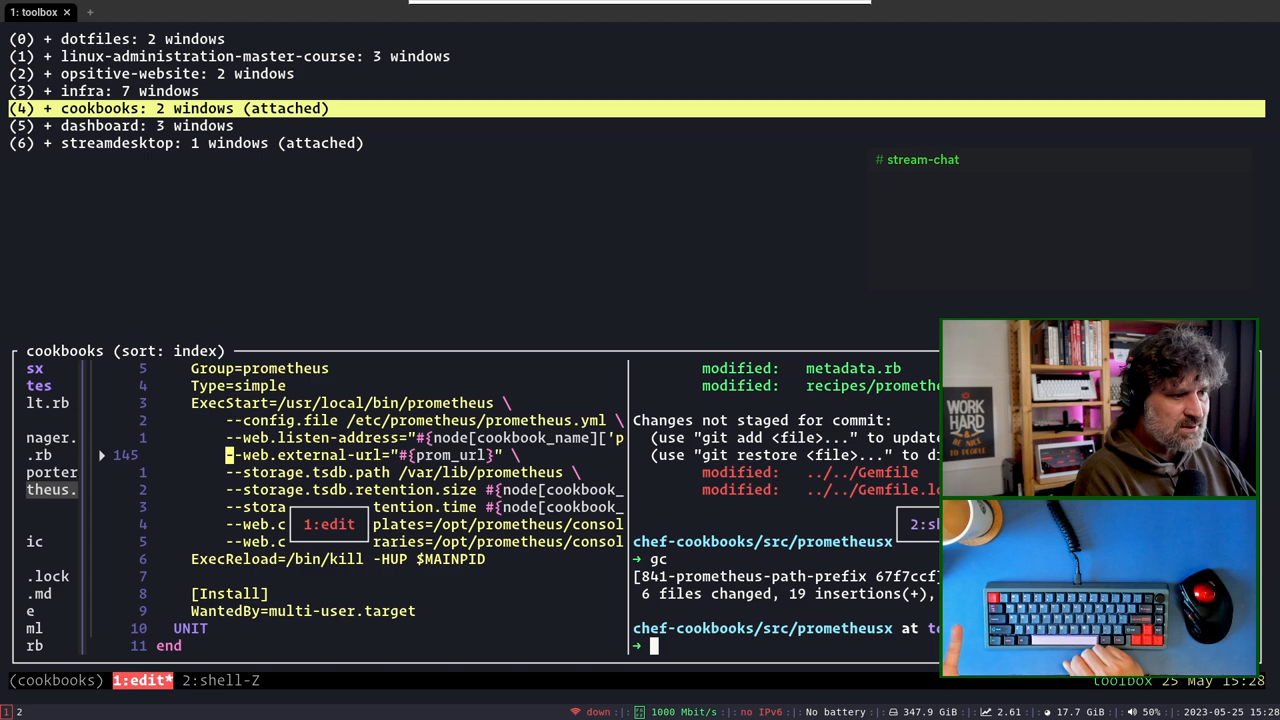 1: toolbox × +
(0) + dotfiles: 2 windows
(1) + linux-administration-master-course: 3 windows
(2) + opsitive-website: 2 windows
(3) + infra: 7 windows
(4) + cookbooks: 2 windows (attached)
(5) + dashboard: 3 windows
(6) + streamdesktop: 1 windows (attached)
# stream-chat
cookbooks (sort: index)
sx 5 Group=prometheus
tes 4 Type=simple
lt.rb 3 ExecStart=/usr/local/bin/prometheus \
2 --config.file /etc/prometheus/prometheus.yml \
nager. 1 --web.listen-address="#{node[cookbook_name]['p
.rb 145 --web.external-url="#{prom_url}" \
porter 1 --storage.tsdb.path /var/lib/prometheus \
theus. 2 --storage.tsdb.retention.size #{node[cookbook_
3 --stora tention.time #{node[cookbook_
4 --web.c plates=/opt/prometheus/consol
ic 5 --web.c raries=/opt/prometheus/consol
6 ExecReload=/bin/kill -HUP $MAINPID
.lock 7
.md 8 [Install]
e 9 WantedBy=multi-user.target
ml 10 UNIT
rb 11 end
1:edit
modified: metadata.rb
modified: recipes/prometh
Changes not staged for commit:
(use "git add <file>..." to update
(use "git restore <file>..." to di
modified: ../../Gemfile
modified: ../../Gemfile.l
2:sh
chef-cookbooks/src/prometheusx
→ gc
[841-prometheus-path-prefix 67f7ccf]
6 files changed, 19 insertions(+),
chef-cookbooks/src/prometheusx at to
→
WORK
HARD
& BE NICE
TO PEOPLE
(cookbooks) 1:edit* 2:shell-Z
toolbox 25 May 15:28
1 2
down :|: 1000 Mbit/s :|: no IPv6 :|: No battery :|: 347.9 GiB :|: 2.61 :|: 17.7 GiB :|: 50% :|: 2023-05-25 15:28